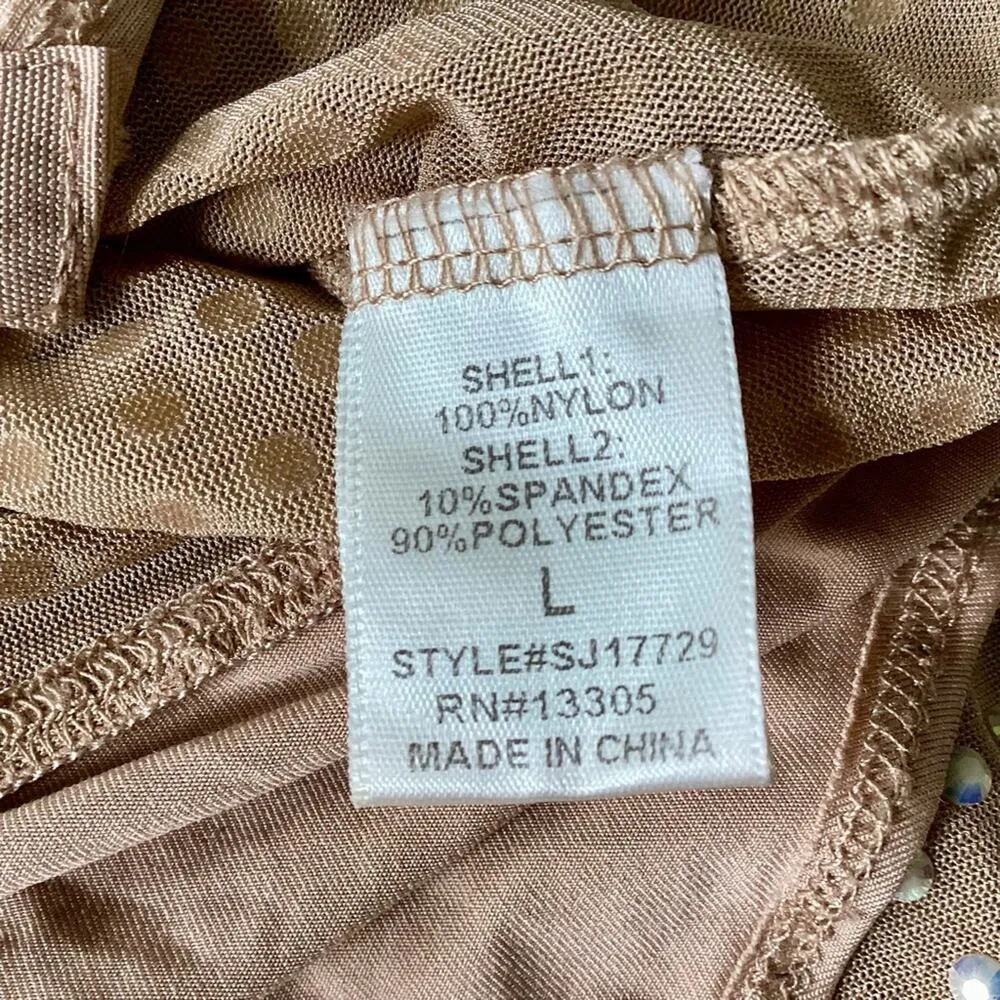 SHELL1:
100%NYLON
SHELL2:
10%SPANDEX
90%POLYESTER
L
STYLE#SJ17729
RN#13305
MADE IN CHINA